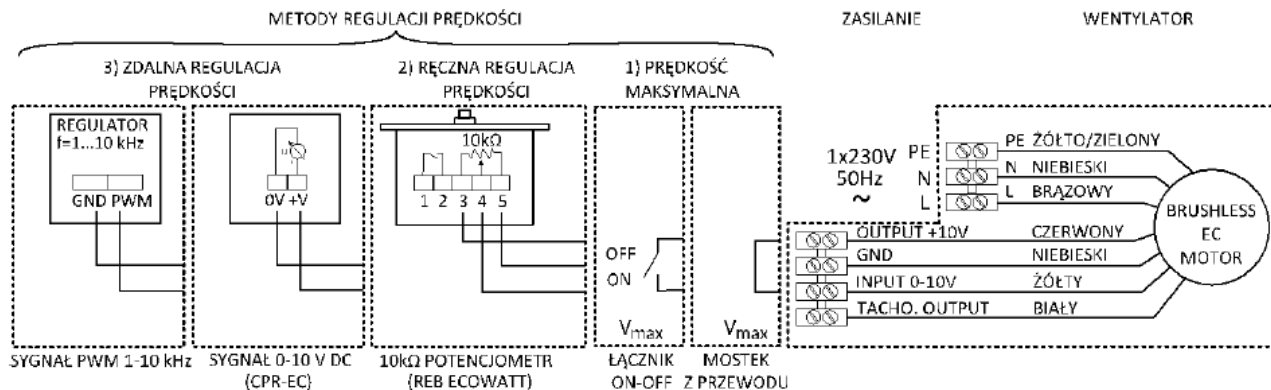 METODY REGULACJI PRĘDKOŚCI
ZASILANIE
WENTYLATOR
3) ZDALNA REGULACJA
PRĘDKOŚCI
2) RĘCZNA REGULACJA
PRĘDKOŚCI
1) PRĘDKOŚĆ
MAKSYMALNA
REGULATOR
f=1...10 kHz
GND PWM
0V +V
10kΩ
1 2 3 4 5
OFF
ON
Vmax
Vmax
1x230V
50Hz
~
PE
N
L
PE ŻÓŁTO/ZIELONY
N NIEBIESKI
L BRĄZOWY
OUTPUT +10V CZERWONY
GND NIEBIESKI
INPUT 0-10V ŻÓŁTY
TACHO. OUTPUT BIAŁY
BRUSHLESS
EC
MOTOR
SYGNAŁ PWM 1-10 kHz
SYGNAŁ 0-10 V DC
(CPR-EC)
10kΩ POTENCJOMETR
(REB ECOWATT)
ŁĄCZNIK
ON-OFF
MOSTEK
Z PRZEWODU